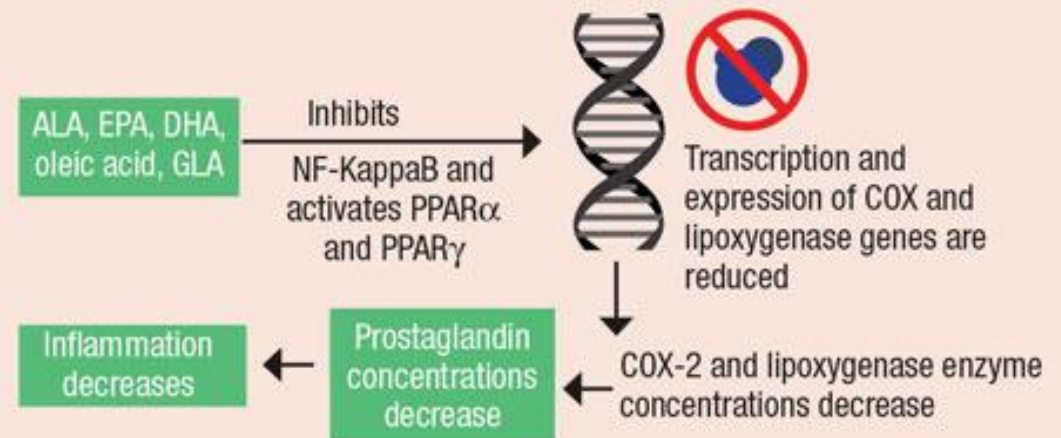 ALA, EPA, DHA,
oleic acid, GLA
Inhibits
NF-KappaB and
activates PPARα
and PPARγ
Transcription and
expression of COX and
lipoxygenase genes are
reduced
COX-2 and lipoxygenase enzyme
concentrations decrease
Prostaglandin
concentrations
decrease
Inflammation
decreases